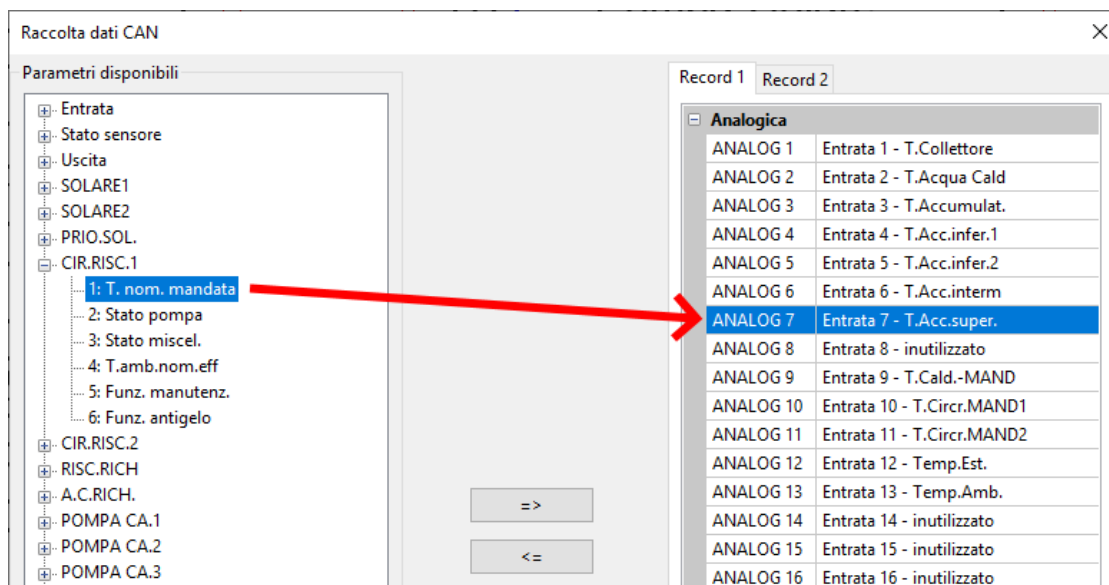 Raccolta dati CAN
Parametri disponibili
Entrata
Stato sensore
Uscita
SOLARE1
SOLARE2
PRIO.SOL.
CIR.RISC.1
1: T. nom. mandata
2: Stato pompa
3: Stato miscel.
4: T.amb.nom.eff
5: Funz. manutenz.
6: Funz. antigelo
CIR.RISC.2
RISC.RICH
A.C.RICH.
POMPA CA.1
POMPA CA.2
POMPA CA.3
=>
<=
Record 1 Record 2
Analogica
ANALOG 1 Entrata 1 - T.Collettore
ANALOG 2 Entrata 2 - T.Acqua Cald
ANALOG 3 Entrata 3 - T.Accumulat.
ANALOG 4 Entrata 4 - T.Acc.infer.1
ANALOG 5 Entrata 5 - T.Acc.infer.2
ANALOG 6 Entrata 6 - T.Acc.interm
ANALOG 7 Entrata 7 - T.Acc.super.
ANALOG 8 Entrata 8 - inutilizzato
ANALOG 9 Entrata 9 - T.Cald.-MAND
ANALOG 10 Entrata 10 - T.Circr.MAND1
ANALOG 11 Entrata 11 - T.Circr.MAND2
ANALOG 12 Entrata 12 - Temp.Est.
ANALOG 13 Entrata 13 - Temp.Amb.
ANALOG 14 Entrata 14 - inutilizzato
ANALOG 15 Entrata 15 - inutilizzato
ANALOG 16 Entrata 16 - inutilizzato